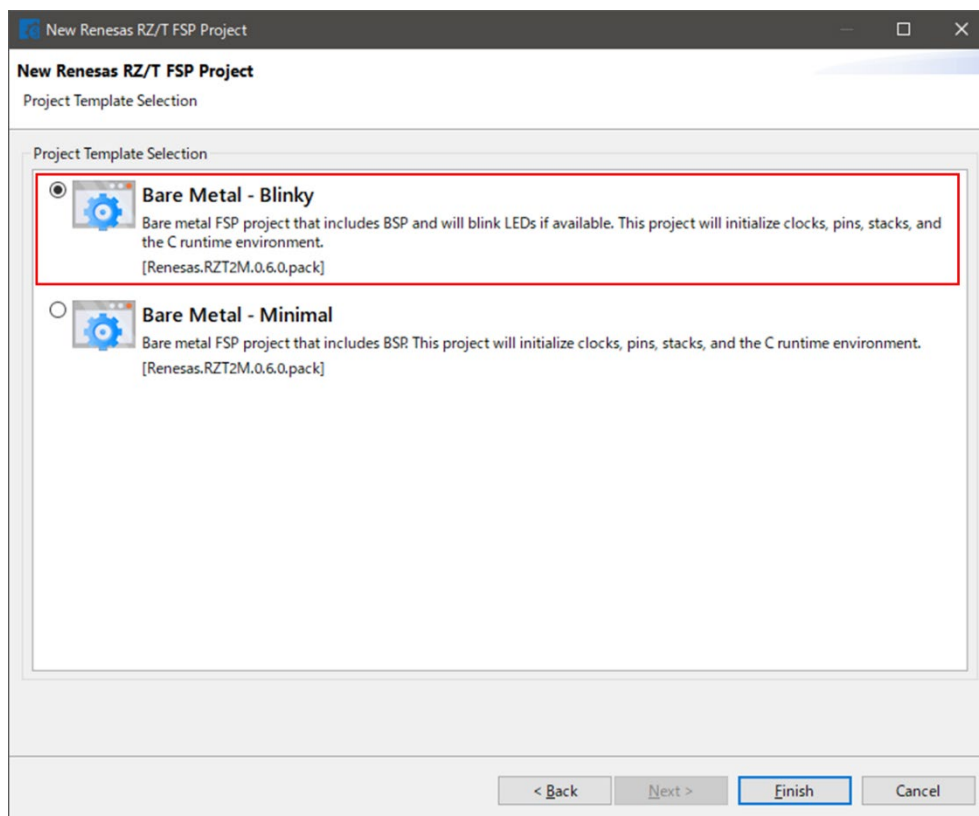 New Renesas RZ/T FSP Project
New Renesas RZ/T FSP Project
Project Template Selection
Project Template Selection
Bare Metal - Blinky
Bare metal FSP project that includes BSP and will blink LEDs if available. This project will initialize clocks, pins, stacks, and
the C runtime environment.
[Renesas.RZT2M.0.6.0.pack]
Bare Metal - Minimal
Bare metal FSP project that includes BSP. This project will initialize clocks, pins, stacks, and the C runtime environment.
[Renesas.RZT2M.0.6.0.pack]
< Back
Next >
Finish
Cancel